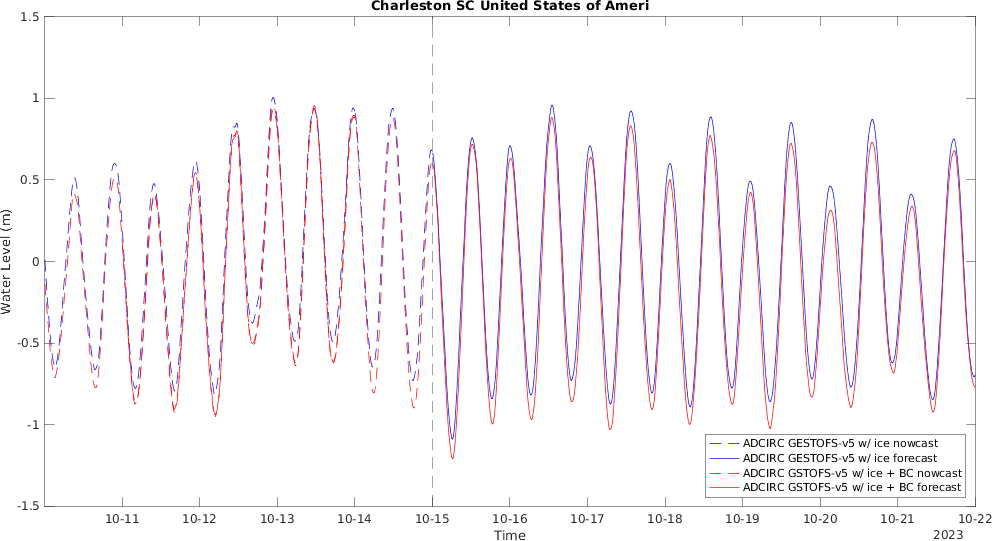 Charleston SC United States of Ameri
1.5
1
0.5
0
-0.5
-1
-1.5
Water Level (m)
10-11
10-12
10-13
10-14
10-15
10-16
10-17
10-18
10-19
10-20
10-21
10-22
Time
2023
ADCIRC GESTOFS-v5 w/ ice nowcast
ADCIRC GESTOFS-v5 w/ ice forecast
ADCIRC GSTOFS-v5 w/ ice + BC nowcast
ADCIRC GSTOFS-v5 w/ ice + BC forecast